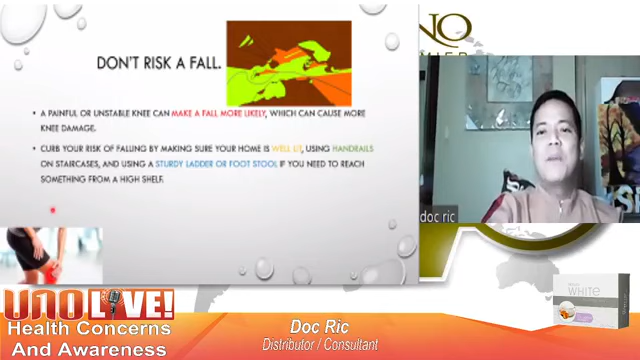 NO
DON'T RISK A FALL.
• A PAINFUL OR UNSTABLE KNEE CAN MAKE A FALL MORE LIKELY, WHICH CAN CAUSE MORE
KNEE DAMAGE.
• CURB YOUR RISK OF FALLING BY MAKING SURE YOUR HOME IS WELL LIT, USING HANDRAILS
ON STAIRCASES, AND USING A STURDY LADDER OR FOOT STOOL IF YOU NEED TO REACH
SOMETHING FROM A HIGH SHELF.
doc ric
UNOLIVE!
Health Concerns
And Awareness
Doc Ric
Distributor / Consultant
WHITE